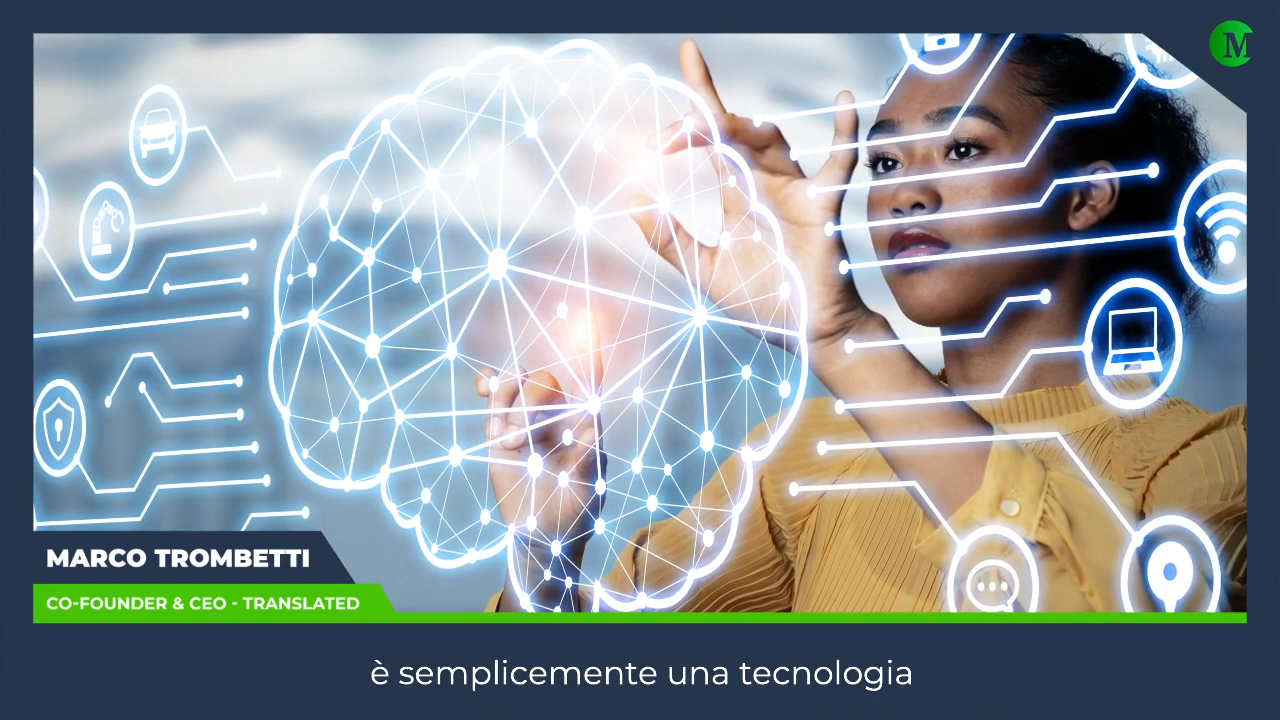 M
MARCO TROMBETTI
CO-FOUNDER & CEO - TRANSLATED
è semplicemente una tecnologia